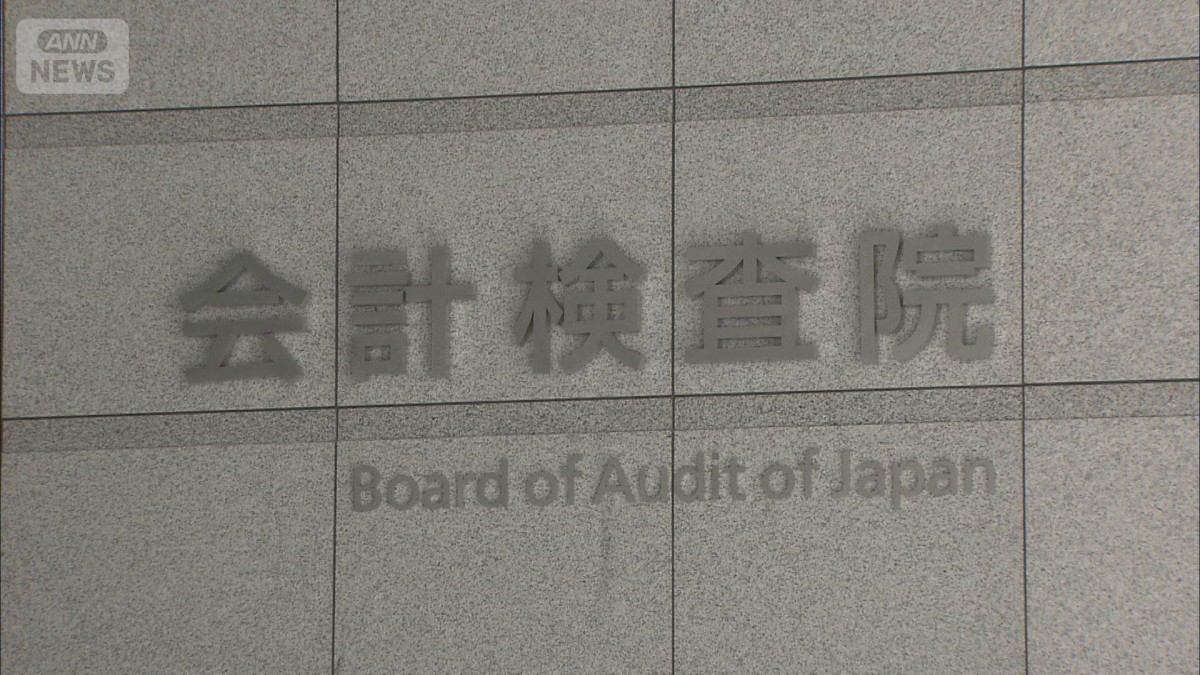 ANN
NEWS
会計検査院
Board of Audit of Japan